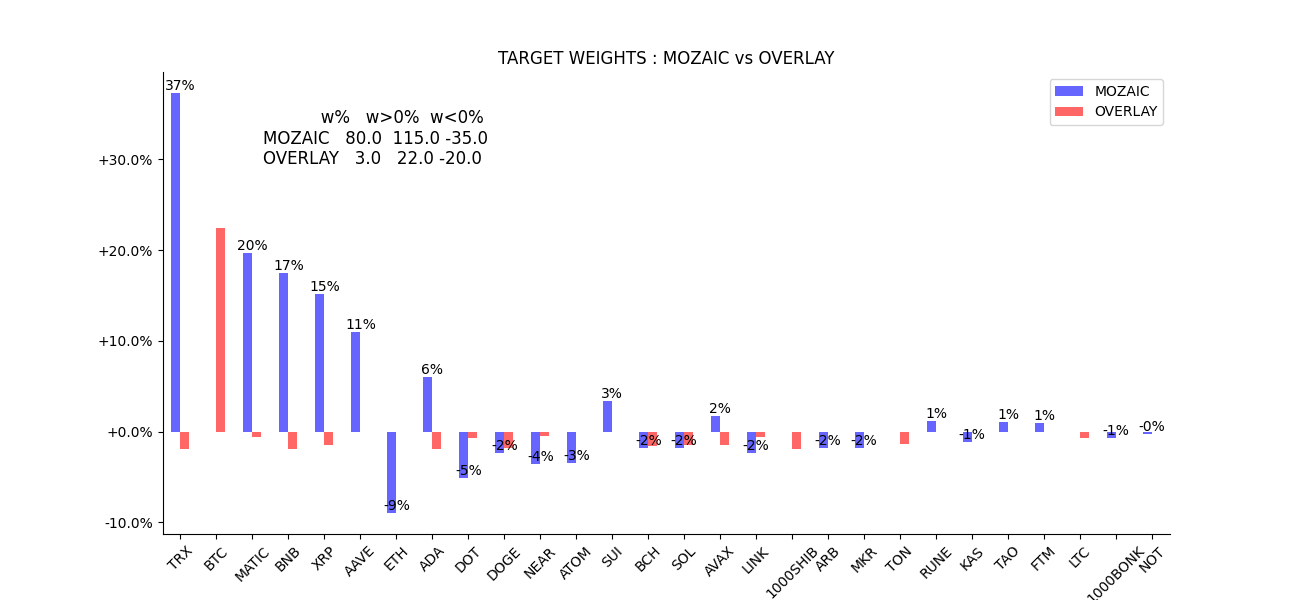 TARGET WEIGHTS : MOZAIC vs OVERLAY
MOZAIC
OVERLAY
w% w>0% w<0%
MOZAIC 80.0 115.0 -35.0
OVERLAY 3.0 22.0 -20.0
+30.0%
+20.0%
+10.0%
+0.0%
-10.0%
37%
20%
17%
15%
11%
-9%
6%
-5%
-2%
-4%
-3%
3%
-2%
-2%
2%
-2%
-2%
-2%
1%
-1%
1%
1%
-1%
-0%
TRX
BTC
MATIC
BNB
XRP
AAVE
ETH
ADA
DOT
DOGE
NEAR
ATOM
SUI
BCH
SOL
AVAX
LINK
1000SHIB
ARB
MKR
TON
RUNE
KAS
TAO
FTM
LTC
1000BONK
NOT